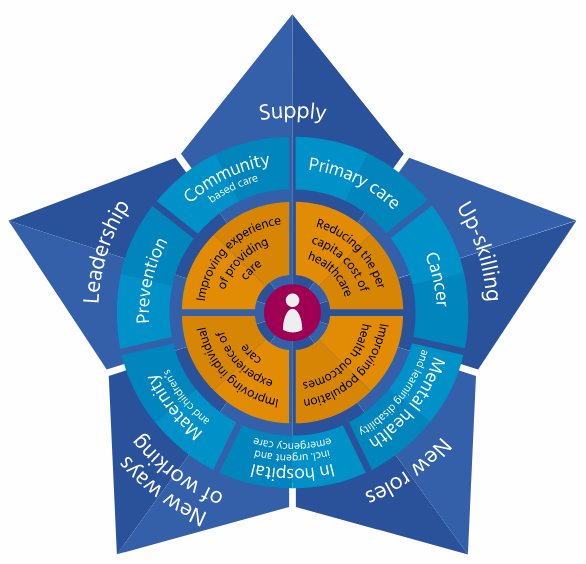 Supply
Up-skilling
New roles
New ways
of working
Leadership
Community
based care
Primary care
Cancer
Mental health
and learning disability
In hospital
incl. urgent and
emergency care
Maternity
and children's
Prevention
Improving experience
of providing
care
Reducing the per
capita cost of
healthcare
Improving population
health outcomes
Improving individual
experience of
care